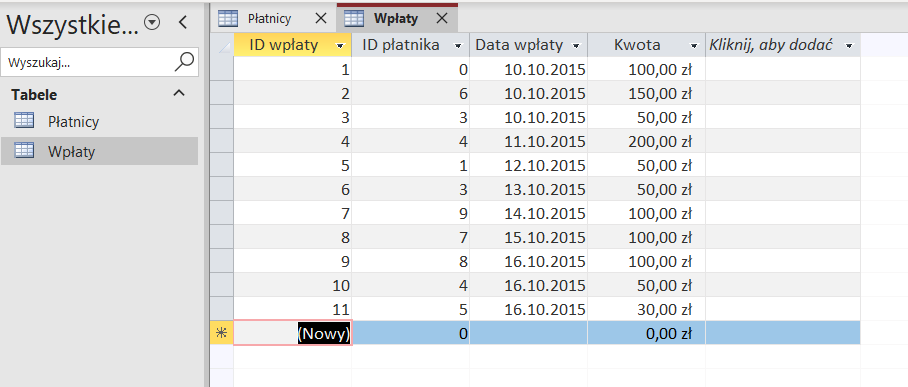 Wszystkie...
Wyszukaj...
Tabele
Płatnicy
Wpłaty
Płatnicy Wpłaty
ID wpłaty ID płatnika Data wpłaty Kwota Kliknij, aby dodać
1 0 10.10.2015 100,00 zł
2 6 10.10.2015 150,00 zł
3 3 10.10.2015 50,00 zł
4 4 11.10.2015 200,00 zł
5 1 12.10.2015 50,00 zł
6 3 13.10.2015 50,00 zł
7 9 14.10.2015 100,00 zł
8 7 15.10.2015 100,00 zł
9 8 16.10.2015 100,00 zł
10 4 16.10.2015 50,00 zł
11 5 16.10.2015 30,00 zł
(Nowy) 0 0,00 zł